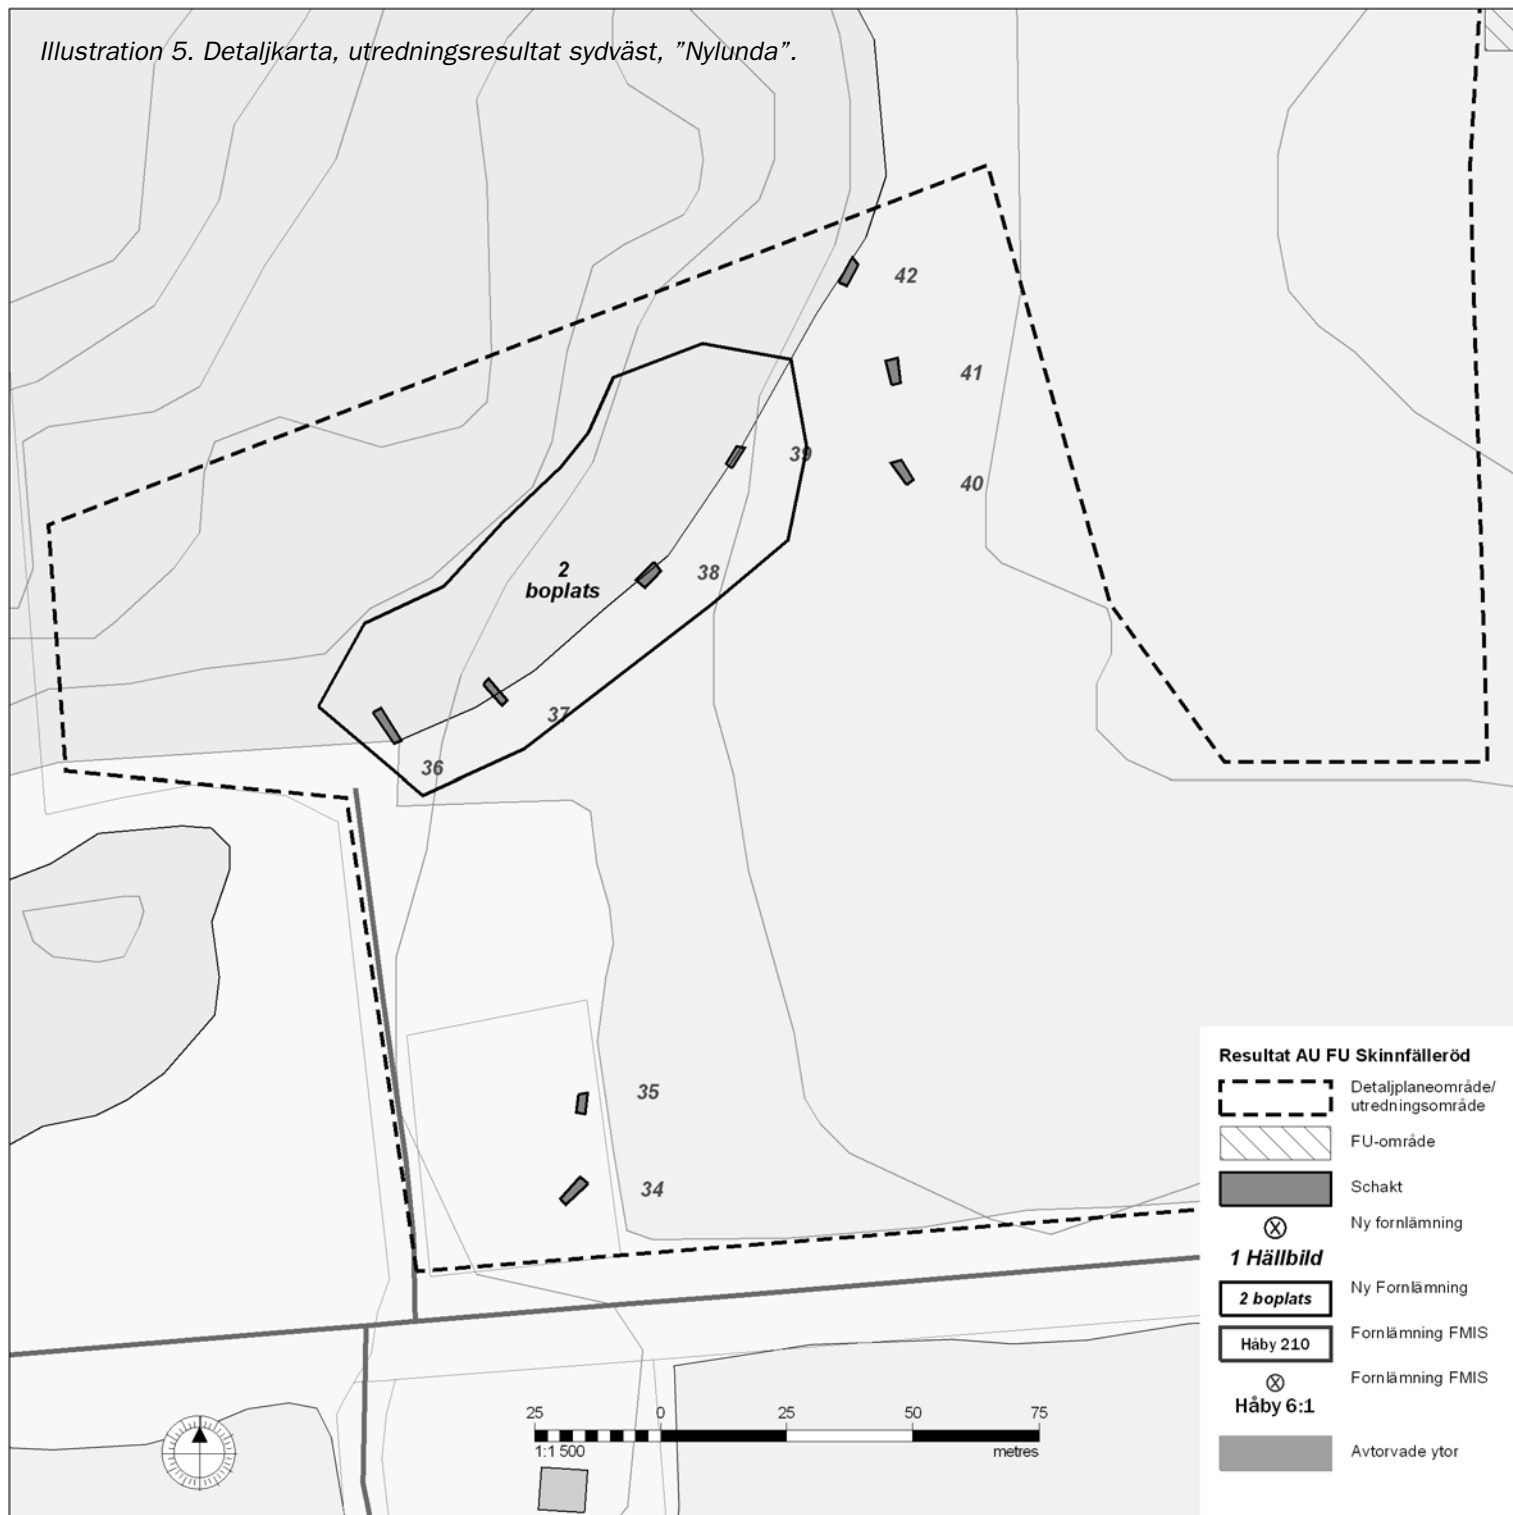 Illustration 5. Detaljkarta, utredningsresultat sydväst, ”Nylunda”.
42
41
39
40
2
boplats
38
37
36
35
34
Resultat AU FU Skinnfälleröd
Detaljplaneområde/
utredningsområde
FU-område
Schakt
Ny fornlämning
1 Hällbild
2 boplats
Ny Fornlämning
Håby 210
Fornlämning FMIS
Fornlämning FMIS
Håby 6:1
Avtorvade ytor
25 0 25 50 75
1:1 500 metres